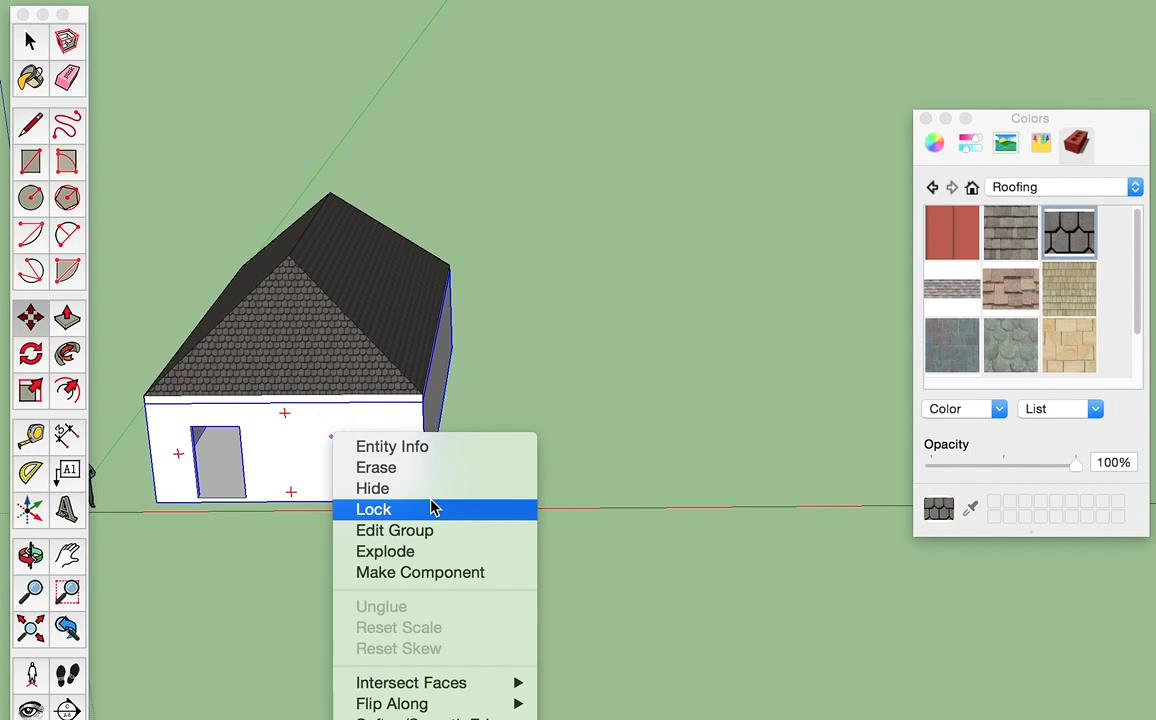 Colors
Roofing
Color
List
Opacity
100%
A1
Entity Info
Erase
Hide
Lock
Edit Group
Explode
Make Component
Unglue
Reset Scale
Reset Skew
Intersect Faces
Flip Along